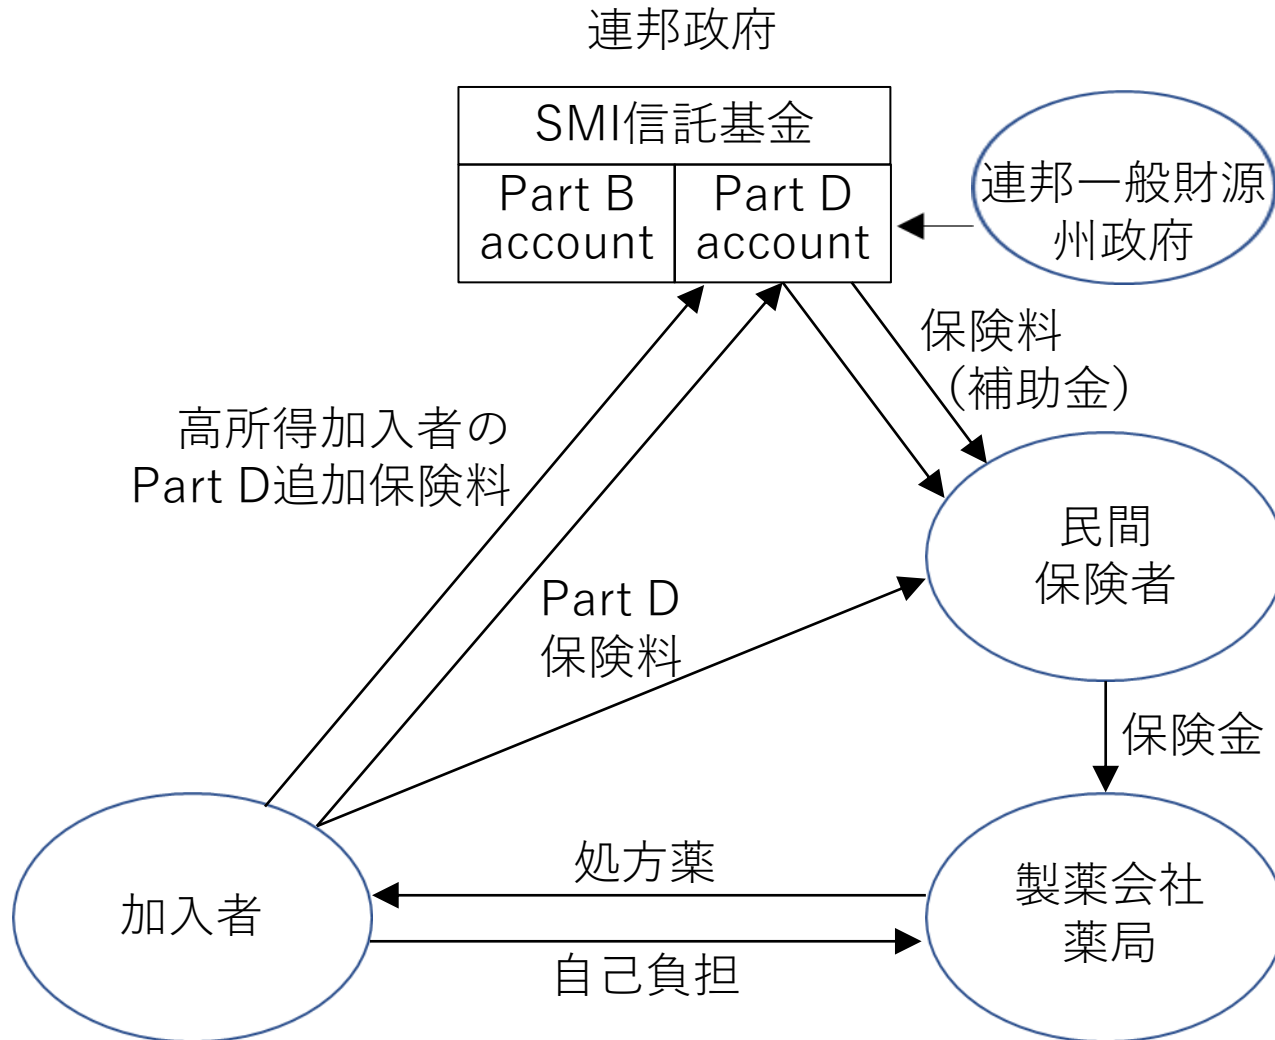 連邦政府
SMI信託基金
Part B
account
Part D
account
連邦一般財源
州政府
保険料
（補助金）
高所得加入者の
Part D追加保険料
民間
保険者
Part D
保険料
保険金
処方薬
加入者
製薬会社
薬局
自己負担